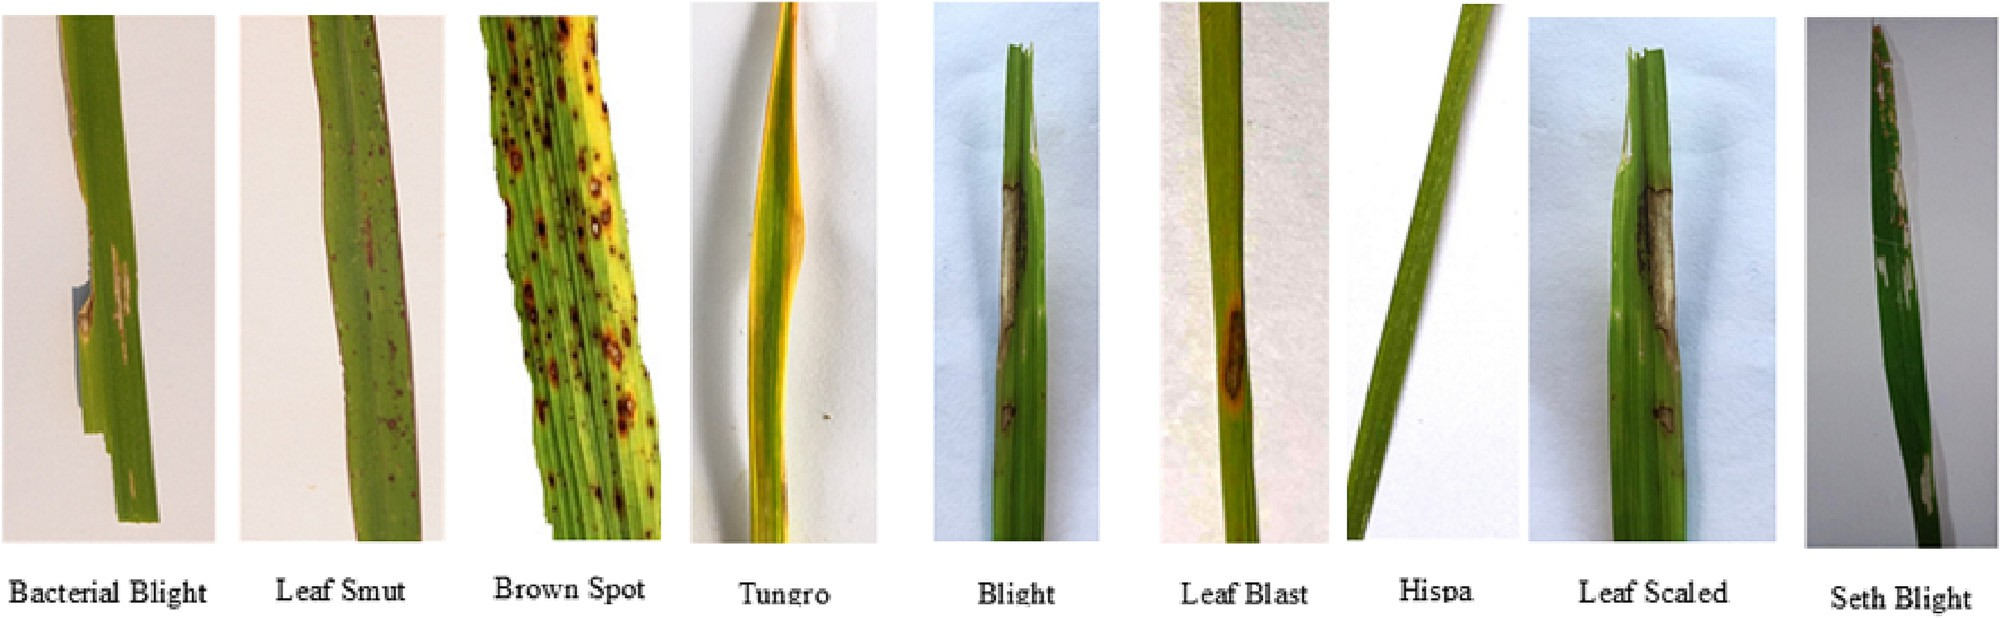 Bacterial Blight
Leaf Smut
Brown Spot
Tungro
Blight
Leaf Blast
Hispa
Leaf Scaled
Seth Blight